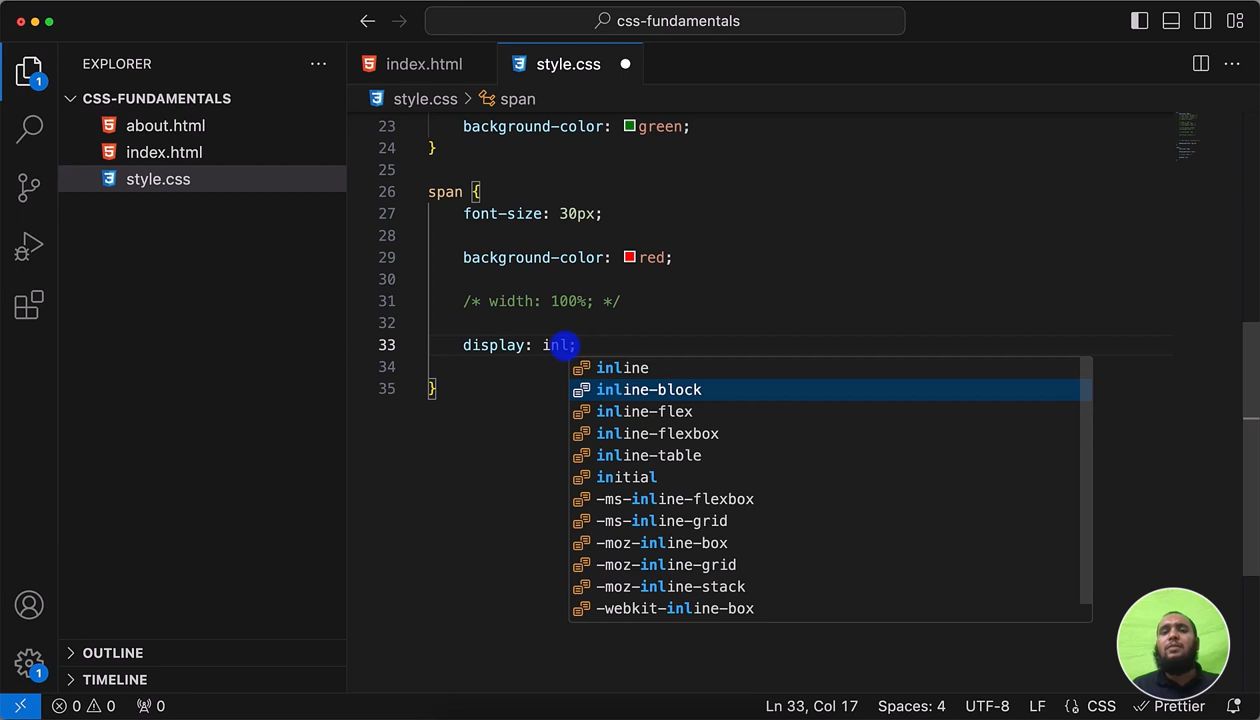 css-fundamentals
EXPLORER
index.html
style.css
CSS-FUNDAMENTALS
style.css > span
about.html
index.html
style.css
23 background-color: green;
24 }
25
26 span {
27 font-size: 30px;
28
29 background-color: red;
30
31 /* width: 100%; */
32
33 display: inl;
34
35 }
inline
inline-block
inline-flex
inline-flexbox
inline-table
initial
-ms-inline-flexbox
-ms-inline-grid
-moz-inline-box
-moz-inline-grid
-moz-inline-stack
-webkit-inline-box
1
1
OUTLINE
TIMELINE
0 0 0 Ln 33, Col 17 Spaces: 4 UTF-8 LF {} CSS Prettier